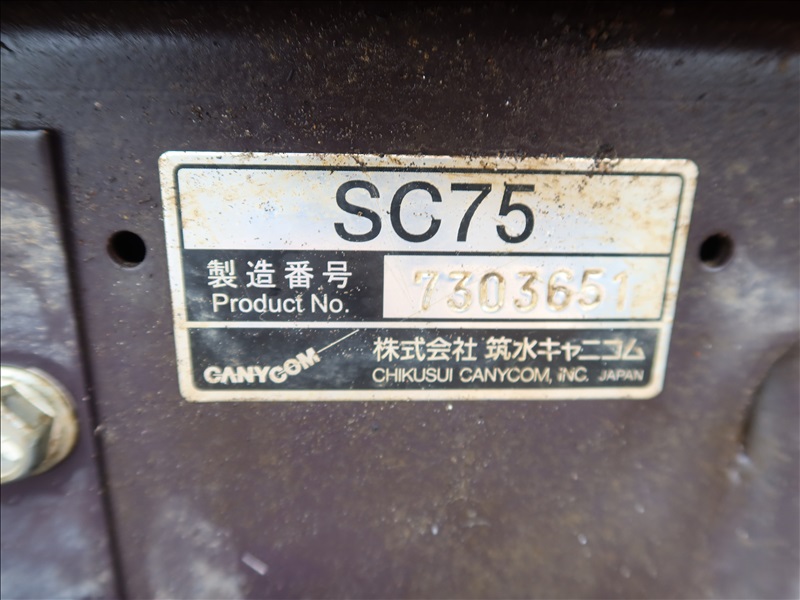 SC75
製造番号
Product No.
7303651
CANYCOM
株式会社 筑水キャニコム
CHIKUSUI CANYCOM, INC. JAPAN